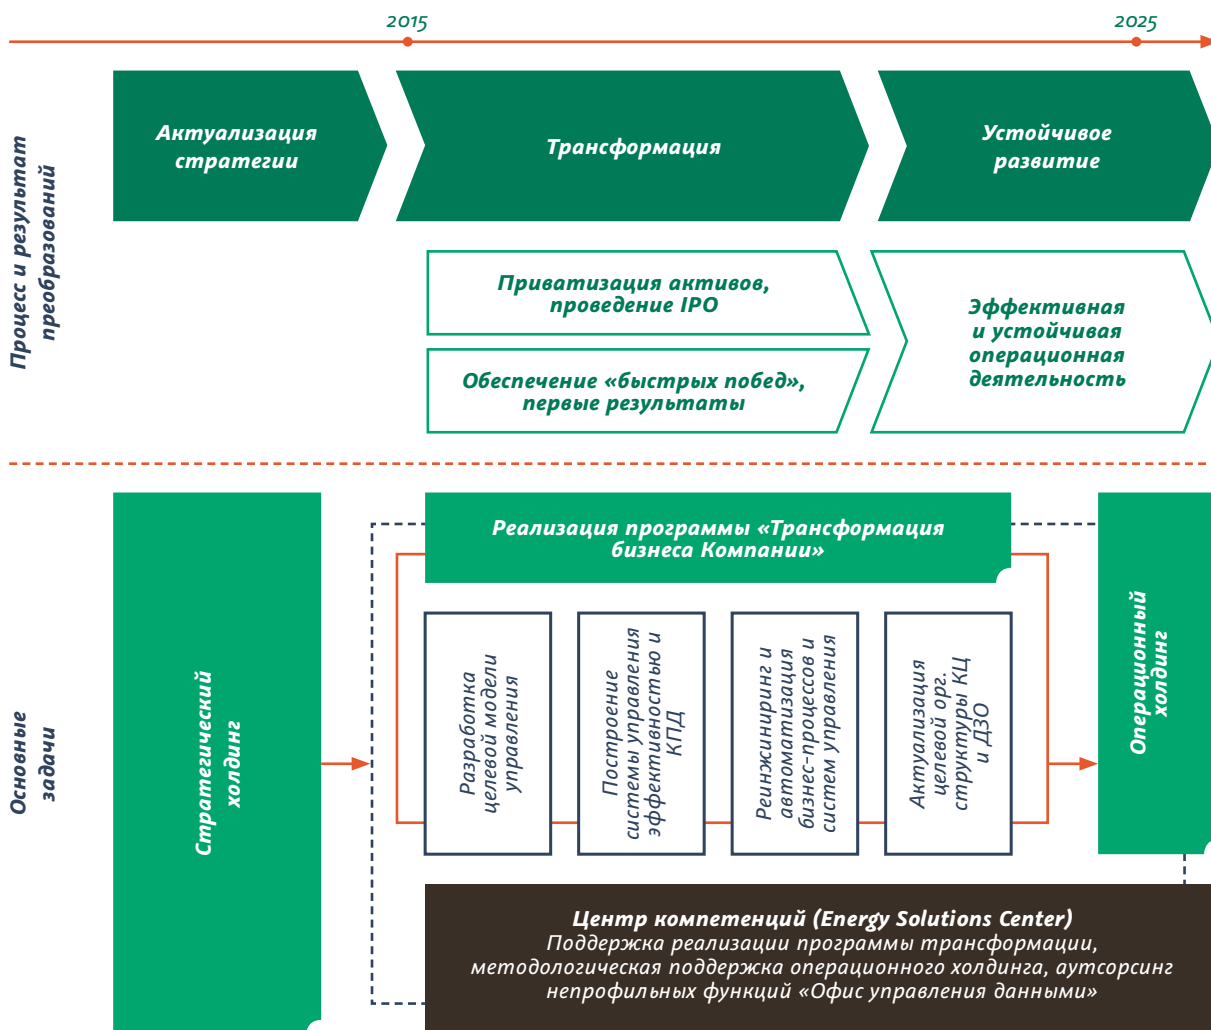 2015
2025
Процесс и результат
преобразований
Актуализация
стратегии
Трансформация
Устойчивое
развитие
Приватизация активов,
проведение IPO
Обеспечение «быстрых побед»,
первые результаты
Эффективная
и устойчивая
операционная
деятельность
Основные
задачи
Стратегический
холдинг
Реализация программы «Трансформация
бизнеса Компании»
Разработка
целевой модели
управления
Построение
системы управления
эффективностью и
КПД
Реинжиниринг и
автоматизация
бизнес-процессов и
систем управления
Актуализация
целевой орг.
структуры КЦ
и ДЗО
Операционный
холдинг
Центр компетенций (Energy Solutions Center)
Поддержка реализации программы трансформации,
методологическая поддержка операционного холдинга, аутсорсинг
непрофильных функций «Офис управления данными»